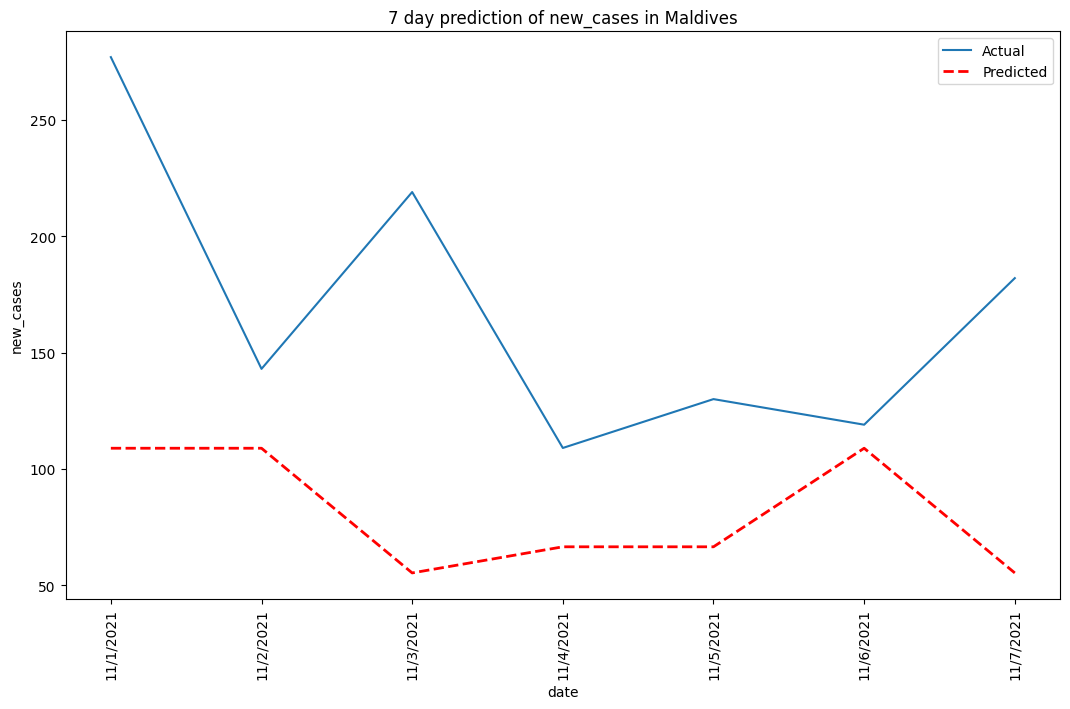 7 day prediction of new_cases in Maldives
Actual
Predicted
new_cases
250
200
150
100
50
11/1/2021
11/2/2021
11/3/2021
11/4/2021
11/5/2021
11/6/2021
11/7/2021
date